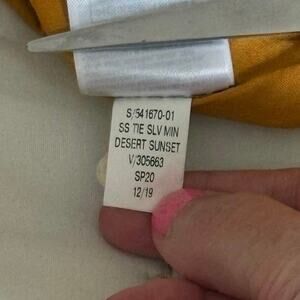 S/541670-01
SS TIE SLV MIN
DESERT SUNSET
V/305663
SP20
12/19